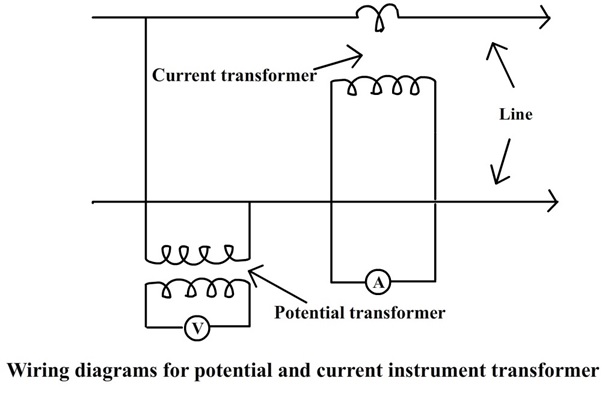 Current transformer
Line
A
Potential transformer
V
Wiring diagrams for potential and current instrument transformer